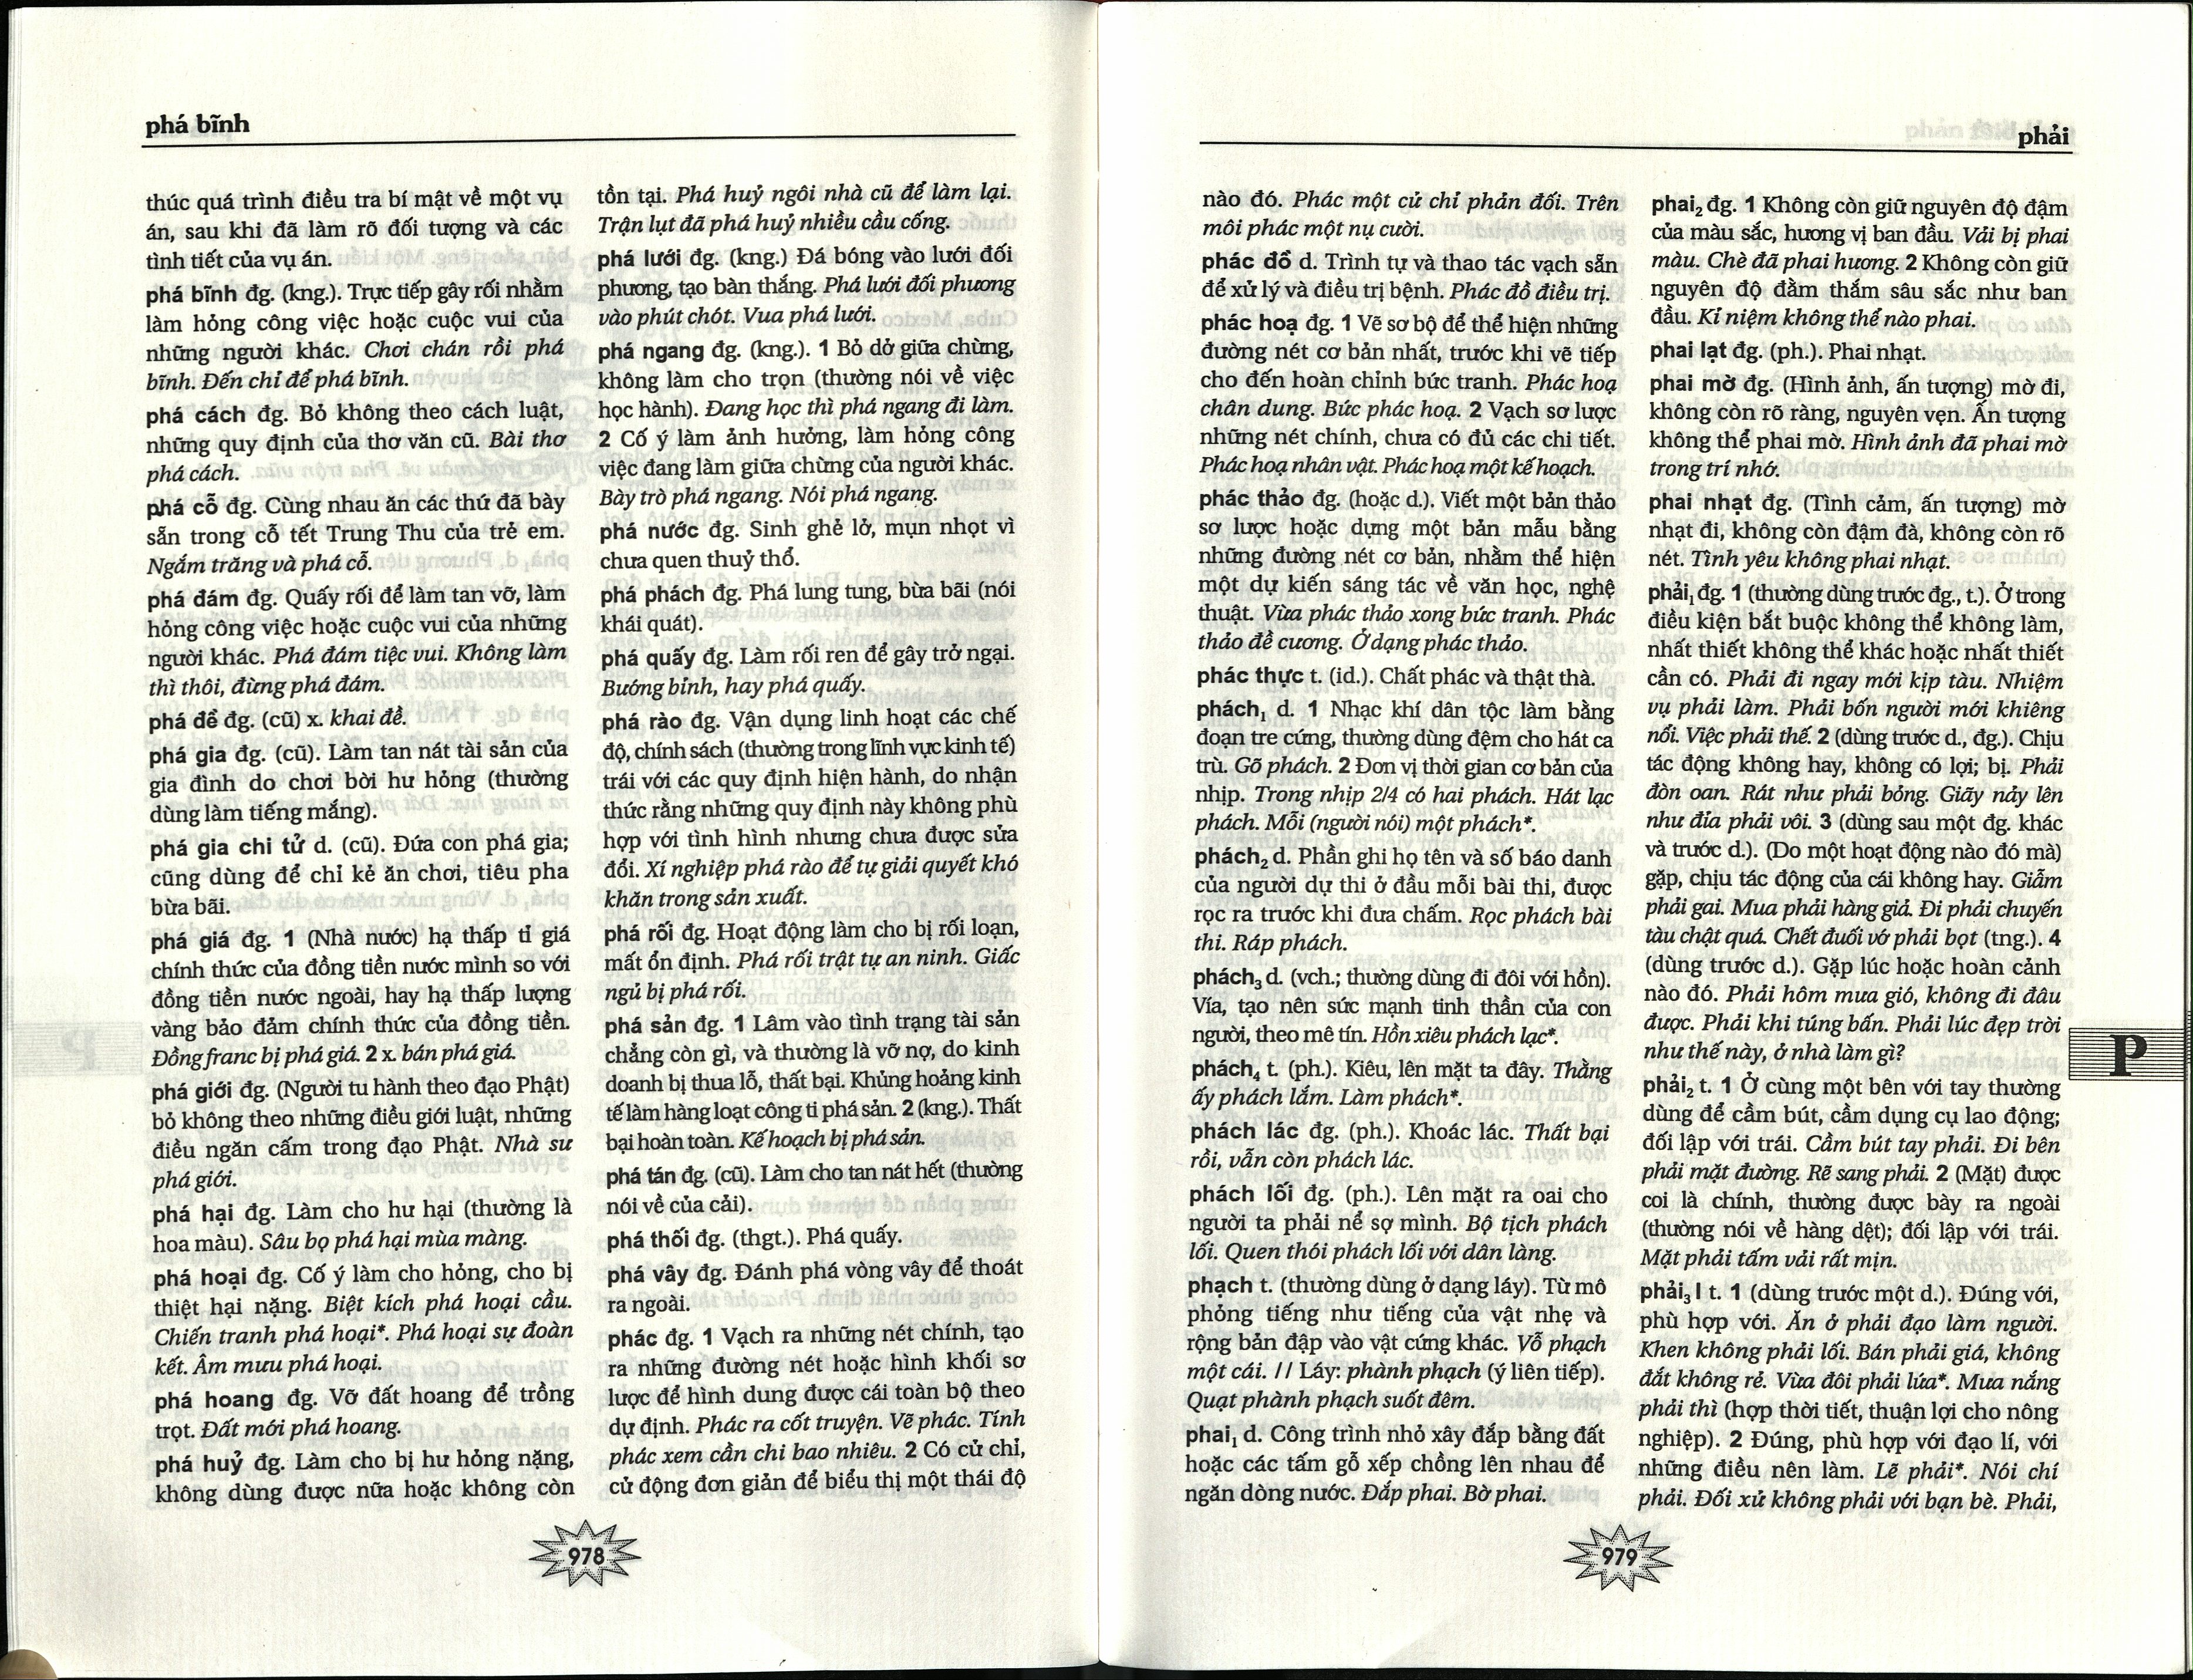 phá bĩnh
thúc quá trình điều tra bí mật về một vụ
án, sau khi đã làm rõ đối tượng và các
tình tiết của vụ án.
phá bĩnh đg. (kng.). Trực tiếp gây rối nhằm
làm hỏng công việc hoặc cuộc vui của
những người khác. Chơi chán rồi phá
bĩnh. Đến chỉ để phá bĩnh.
phá cách đg. Bỏ không theo cách luật,
những quy định của thơ văn cũ. Bài thơ
phá cách.
phá cỗ đg. Cùng nhau ăn các thứ đã bày
sẵn trong cỗ tết Trung Thu của trẻ em.
Ngắm trăng và phá cỗ.
phá đám đg. Quấy rối để làm tan vỡ, làm
hỏng công việc hoặc cuộc vui của những
người khác. Phá đám tiệc vui. Không làm
thì thôi, đừng phá đám.
phá đề đg. (cũ) x. khai đề.
phá gia đg. (cũ). Làm tan nát tài sản của
gia đình do chơi bời hư hỏng (thường
dùng làm tiếng mắng).
phá gia chi tử d. (cũ). Đứa con phá gia;
cũng dùng để chỉ kẻ ăn chơi, tiêu pha
bừa bãi.
phá giá đg. 1 (Nhà nước) hạ thấp tỉ giá
chính thức của đồng tiền nước mình so với
đồng tiền nước ngoài, hay hạ thấp lượng
vàng bảo đảm chính thức của đồng tiền.
Đồng franc bị phá giá. 2 x. bán phá giá.
phá giới đg. (Người tu hành theo đạo Phật)
bỏ không theo những điều giới luật, những
điều ngăn cấm trong đạo Phật. Nhà sư
phá giới.
phá hại đg. Làm cho hư hại (thường là
hoa màu). Sâu bọ phá hại mùa màng.
phá hoại đg. Cố ý làm cho hỏng, cho bị
thiệt hại nặng. Biệt kích phá hoại cầu.
Chiến tranh phá hoại*. Phá hoại sự đoàn
kết. Âm mưu phá hoại.
phá hoang đg. Vỡ đất hoang để trồng
trọt. Đất mới phá hoang.
phá huỷ đg. Làm cho bị hư hỏng nặng,
không dùng được nữa hoặc không còn
tồn tại. Phá huỷ ngôi nhà cũ để làm lại.
Trận lụt đã phá huỷ nhiều cầu cống.
phá lưới đg. (kng.) Đá bóng vào lưới đối
phương, tạo bàn thắng. Phá lưới đối phương
vào phút chót. Vua phá lưới.
phá ngang đg. (kng.). 1 Bỏ dở giữa chừng,
không làm cho trọn (thường nói về việc
học hành). Đang học thì phá ngang đi làm.
2 Cố ý làm ảnh hưởng, làm hỏng công
việc đang làm giữa chừng của người khác.
Bày trò phá ngang. Nói phá ngang.
phá nước đg. Sinh ghẻ lở, mụn nhọt vì
chưa quen thuỷ thổ.
phá phách đg. Phá lung tung, bừa bãi (nói
khái quát).
phá quấy đg. Làm rối ren để gây trở ngại.
Bướng bỉnh, hay phá quấy.
phá rào đg. Vận dụng linh hoạt các chế
độ, chính sách (thường trong lĩnh vực kinh tế)
trái với các quy định hiện hành, do nhận
thức rằng những quy định này không phù
hợp với tình hình nhưng chưa được sửa
đổi. Xí nghiệp phá rào để tự giải quyết khó
khăn trong sản xuất.
phá rối đg. Hoạt động làm cho bị rối loạn,
mất ổn định. Phá rối trật tự an ninh. Giấc
ngủ bị phá rối.
phá sản đg. 1 Lâm vào tình trạng tài sản
chẳng còn gì, và thường là vỡ nợ, do kinh
doanh bị thua lỗ, thất bại. Khủng hoảng kinh
tế làm hàng loạt công ti phá sản. 2 (kng.). Thất
bại hoàn toàn. Kế hoạch bị phá sản.
phá tán đg. (cũ). Làm cho tan nát hết (thường
nói về của cải).
phá thối đg. (thgt.). Phá quấy.
phá vây đg. Đánh phá vòng vây để thoát
ra ngoài.
phác đg. 1 Vạch ra những nét chính, tạo
ra những đường nét hoặc hình khối sơ
lược để hình dung được cái toàn bộ theo
dự định. Phác ra cốt truyện. Vẽ phác. Tính
phác xem cần chi bao nhiêu. 2 Có cử chỉ,
cử động đơn giản để biểu thị một thái độ
978
phải
nào đó. Phác một cử chỉ phản đối. Trên
môi phác một nụ cười.
phác đồ d. Trình tự và thao tác vạch sẵn
để xử lý và điều trị bệnh. Phác đồ điều trị.
phác hoạ đg. 1 Vẽ sơ bộ để thể hiện những
đường nét cơ bản nhất, trước khi vẽ tiếp
cho đến hoàn chỉnh bức tranh. Phác hoạ
chân dung. Bức phác hoạ. 2 Vạch sơ lược
những nét chính, chưa có đủ các chi tiết.
Phác hoạ nhân vật. Phác hoạ một kế hoạch.
phác thảo đg. (hoặc d.). Viết một bản thảo
sơ lược hoặc dựng một bản mẫu bằng
những đường nét cơ bản, nhằm thể hiện
một dự kiến sáng tác về văn học, nghệ
thuật. Vừa phác thảo xong bức tranh. Phác
thảo đề cương. Ở dạng phác thảo.
phác thực t. (id.). Chất phác và thật thà.
phách₁ d. 1 Nhạc khí dân tộc làm bằng
đoạn tre cứng, thường dùng đệm cho hát ca
trù. Gõ phách. 2 Đơn vị thời gian cơ bản của
nhịp. Trong nhịp 2/4 có hai phách. Hát lạc
phách. Mỗi (người nói) một phách*.
phách₂ d. Phần ghi họ tên và số báo danh
của người dự thi ở đầu mỗi bài thi, được
rọc ra trước khi đưa chấm. Rọc phách bài
thi. Ráp phách.
phách₃ d. (vch.; thường dùng đi đôi với hồn).
Vía, tạo nên sức mạnh tinh thần của con
người, theo mê tín. Hồn xiêu phách lạc*.
phách₄ t. (ph.). Kiêu, lên mặt ta đây. Thằng
ấy phách lắm. Làm phách*.
phách lác đg. (ph.). Khoác lác. Thất bại
rồi, vẫn còn phách lác.
phách lối đg. (ph.). Lên mặt ra oai cho
người ta phải nể sợ mình. Bộ tịch phách
lối. Quen thói phách lối với dân làng.
phạch t. (thường dùng ở dạng láy). Từ mô
phỏng tiếng như tiếng của vật nhẹ và
rộng bản đập vào vật cứng khác. Vỗ phạch
một cái. // Láy: phành phạch (ý liên tiếp).
Quạt phành phạch suốt đêm.
phai₁ d. Công trình nhỏ xây đắp bằng đất
hoặc các tấm gỗ xếp chồng lên nhau để
ngăn dòng nước. Đắp phai. Bờ phai.
phai₂ đg. 1 Không còn giữ nguyên độ đậm
của màu sắc, hương vị ban đầu. Vải bị phai
màu. Chè đã phai hương. 2 Không còn giữ
nguyên độ đằm thắm sâu sắc như ban
đầu. Kỉ niệm không thể nào phai.
phai lạt đg. (ph.). Phai nhạt.
phai mờ đg. (Hình ảnh, ấn tượng) mờ đi,
không còn rõ ràng, nguyên vẹn. Ấn tượng
không thể phai mờ. Hình ảnh đã phai mờ
trong trí nhớ.
phai nhạt đg. (Tình cảm, ấn tượng) mờ
nhạt đi, không còn đậm đà, không còn rõ
nét. Tình yêu không phai nhạt.
phải₁ đg. 1 (thường dùng trước đg., t.). Ở trong
điều kiện bắt buộc không thể không làm,
nhất thiết không thể khác hoặc nhất thiết
cần có. Phải đi ngay mới kịp tàu. Nhiệm
vụ phải làm. Phải bốn người mới khiêng
nổi. Việc phải thế. 2 (dùng trước d., đg.). Chịu
tác động không hay, không có lợi; bị. Phải
đòn oan. Rát như phải bỏng. Giãy nảy lên
như đỉa phải vôi. 3 (dùng sau một đg. khác
và trước d.). (Do một hoạt động nào đó mà)
gặp, chịu tác động của cái không hay. Giẫm
phải gai. Mua phải hàng giả. Đi phải chuyến
tàu chật quá. Chết đuối vớ phải bọt (tng.). 4
(dùng trước d.). Gặp lúc hoặc hoàn cảnh
nào đó. Phải hôm mưa gió, không đi đâu
được. Phải khi túng bấn. Phải lúc đẹp trời
như thế này, ở nhà làm gì?
phải₂ t. 1 Ở cùng một bên với tay thường
dùng để cầm bút, cầm dụng cụ lao động;
đối lập với trái. Cầm bút tay phải. Đi bên
phải mặt đường. Rẽ sang phải. 2 (Mặt) được
coi là chính, thường được bày ra ngoài
(thường nói về hàng dệt); đối lập với trái.
Mặt phải tấm vải rất mịn.
phải₃ I t. 1 (dùng trước một d.). Đúng với,
phù hợp với. Ăn ở phải đạo làm người.
Khen không phải lối. Bán phải giá, không
đắt không rẻ. Vừa đôi phải lứa*. Mưa nắng
phải thì (hợp thời tiết, thuận lợi cho nông
nghiệp). 2 Đúng, phù hợp với đạo lí, với
những điều nên làm. Lẽ phải*. Nói chí
phải. Đối xử không phải với bạn bè. Phải,
P
979